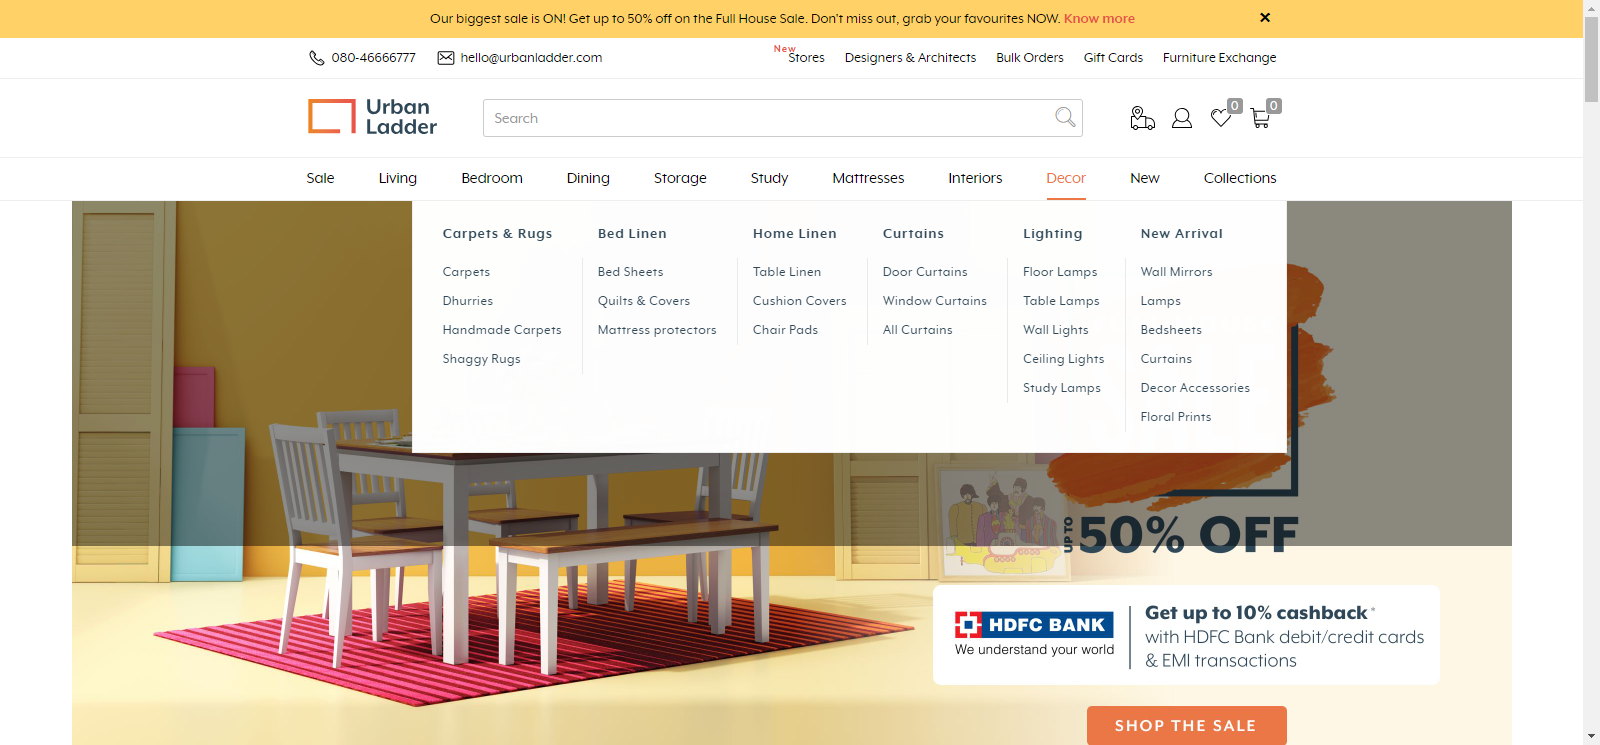 Our biggest sale is ON! Get up to 50% off on the Full House Sale. Don't miss out, grab your favourites NOW. Know more
080-46666777
hello@urbanladder.com
New
Stores
Designers & Architects
Bulk Orders
Gift Cards
Furniture Exchange
Urban
Ladder
Search
0
0
Sale
Living
Bedroom
Dining
Storage
Study
Mattresses
Interiors
Decor
New
Collections
Carpets & Rugs
Carpets
Dhurries
Handmade Carpets
Shaggy Rugs
Bed Linen
Bed Sheets
Quilts & Covers
Mattress protectors
Home Linen
Table Linen
Cushion Covers
Chair Pads
Curtains
Door Curtains
Window Curtains
All Curtains
Lighting
Floor Lamps
Table Lamps
Wall Lights
Ceiling Lights
Study Lamps
New Arrival
Wall Mirrors
Lamps
Bedsheets
Curtains
Decor Accessories
Floral Prints
UP TO
50% OFF
HDFC BANK
We understand your world
Get up to 10% cashback*
with HDFC Bank debit/credit cards
& EMI transactions
SHOP THE SALE